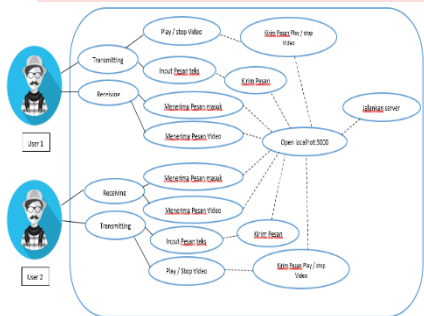 Play / stop Video
Kirim Pesan Play / stop
Video
Transmitting
Input Pesan teks
Kirim Pesan
Receiving
Menerima Pesan masuk
Jalankan server
User 1
Menerima Pesan Video
Open localHot:3000
Menerima Pesan masuk
Receiving
Menerima Pesan Video
Transmitting
Input Pesan teks
Kirim Pesan
User 2
Play / Stop Video
Kirim Pesan Play / stop
Video